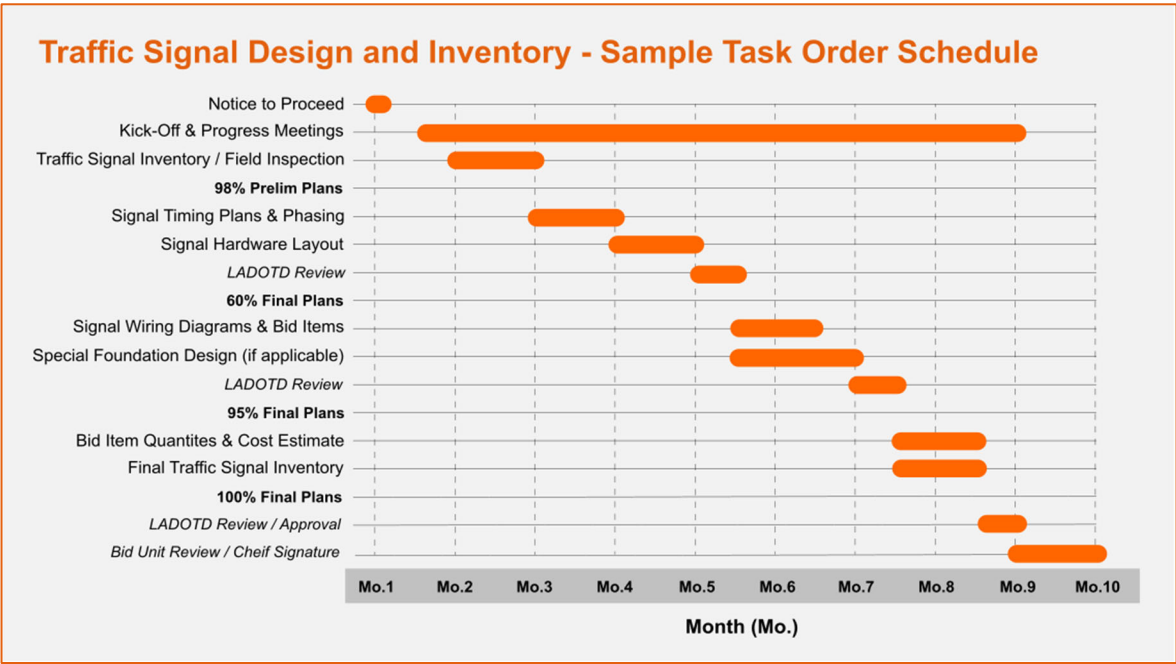 Traffic Signal Design and Inventory - Sample Task Order Schedule
Notice to Proceed
Kick-Off & Progress Meetings
Traffic Signal Inventory / Field Inspection
98% Prelim Plans
Signal Timing Plans & Phasing
Signal Hardware Layout
LADOTD Review
60% Final Plans
Signal Wiring Diagrams & Bid Items
Special Foundation Design (if applicable)
LADOTD Review
95% Final Plans
Bid Item Quantites & Cost Estimate
Final Traffic Signal Inventory
100% Final Plans
LADOTD Review / Approval
Bid Unit Review / Cheif Signature
Mo.1 Mo.2 Mo.3 Mo.4 Mo.5 Mo.6 Mo.7 Mo.8 Mo.9 Mo.10
Month (Mo.)